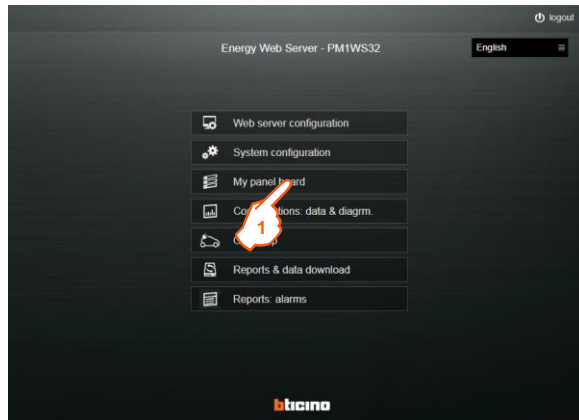 logout
Energy Web Server - PM1WS32
English
Web server configuration
System configuration
My panel board
data & diagrm.
1
Reports & data download
Reports: alarms
bticino